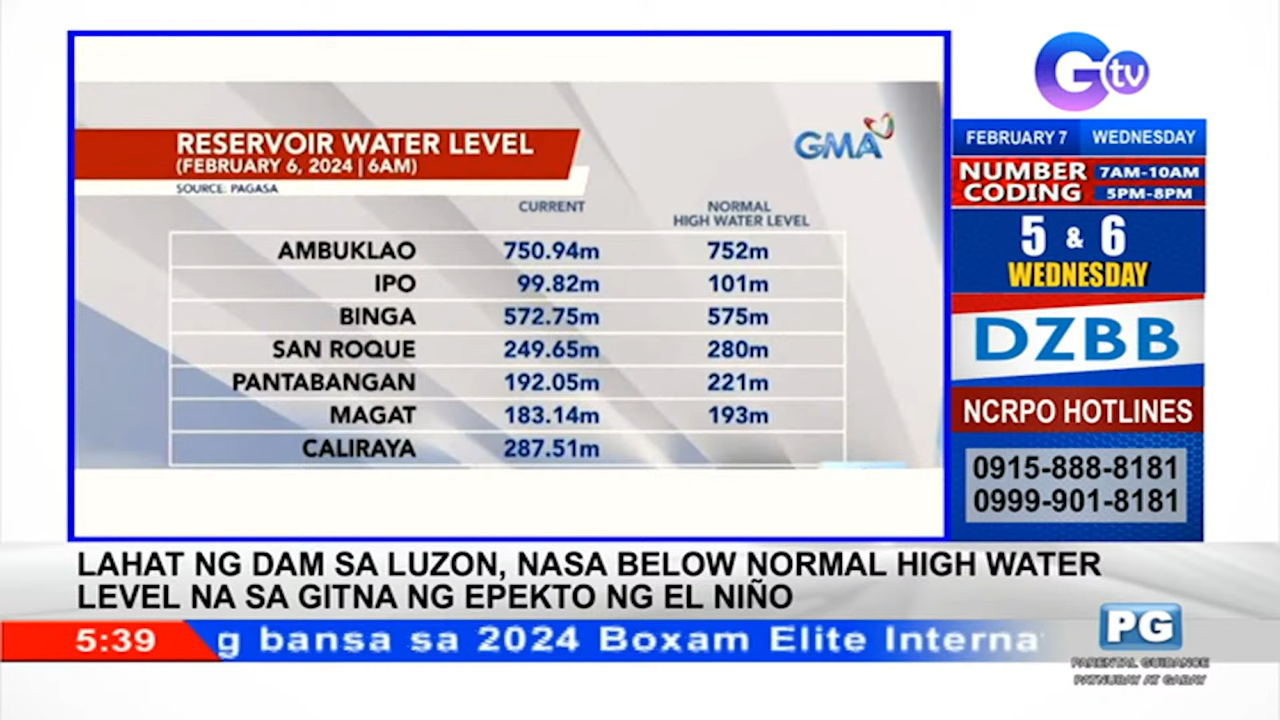 Gtv
RESERVOIR WATER LEVEL
(FEBRUARY 6, 2024 | 6AM)
SOURCE: PAGASA
GMA
CURRENT NORMAL HIGH WATER LEVEL
AMBUKLAO 750.94m 752m
IPO 99.82m 101m
BINGA 572.75m 575m
SAN ROQUE 249.65m 280m
PANTABANGAN 192.05m 221m
MAGAT 183.14m 193m
CALIRAYA 287.51m
FEBRUARY 7 WEDNESDAY
NUMBER CODING 7AM-10AM
5PM-8PM
5 & 6
WEDNESDAY
DZBB
NCRPO HOTLINES
0915-888-8181
0999-901-8181
LAHAT NG DAM SA LUZON, NASA BELOW NORMAL HIGH WATER
LEVEL NA SA GITNA NG EPEKTO NG EL NIÑO
5:39 g bansa sa 2024 Boxam Elite Interna
PG
PARENTAL GUIDANCE
PATNUBAY AT GABAY